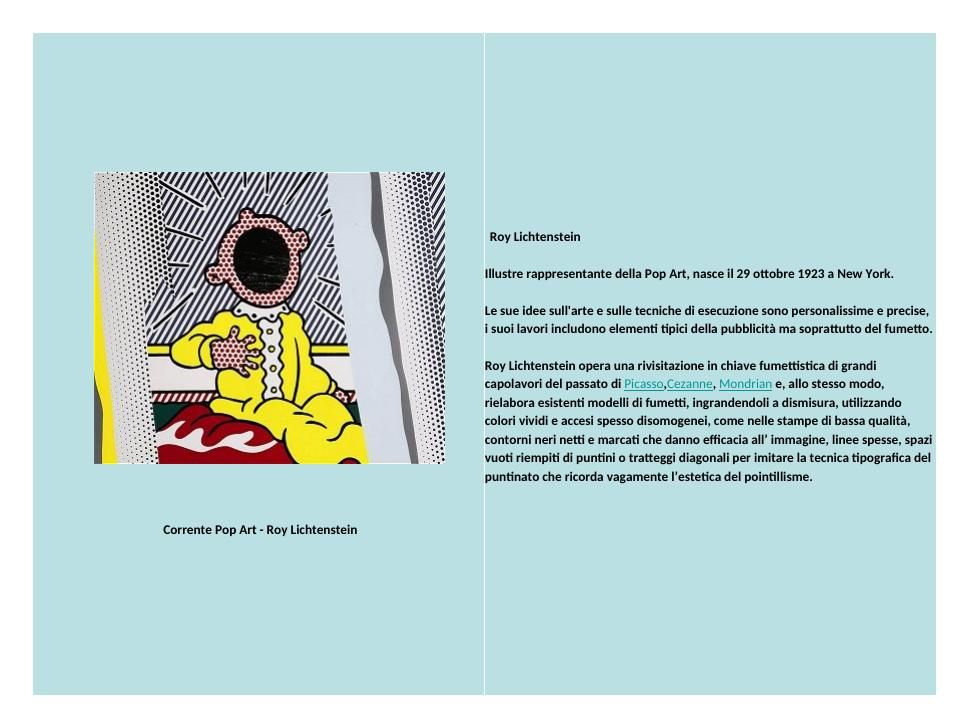 Roy Lichtenstein
Illustre rappresentante della Pop Art, nasce il 29 ottobre 1923 a New York.
Le sue idee sull'arte e sulle tecniche di esecuzione sono personalissime e precise,
i suoi lavori includono elementi tipici della pubblicità ma soprattutto del fumetto.
Roy Lichtenstein opera una rivisitazione in chiave fumettistica di grandi
capolavori del passato di Picasso,Cezanne, Mondrian e, allo stesso modo,
rielabora esistenti modelli di fumetti, ingrandendoli a dismisura, utilizzando
colori vividi e accesi spesso disomogenei, come nelle stampe di bassa qualità,
contorni neri netti e marcati che danno efficacia all’ immagine, linee spesse, spazi
vuoti riempiti di puntini o tratteggi diagonali per imitare la tecnica tipografica del
puntinato che ricorda vagamente l’estetica del pointillisme.
Corrente Pop Art - Roy Lichtenstein